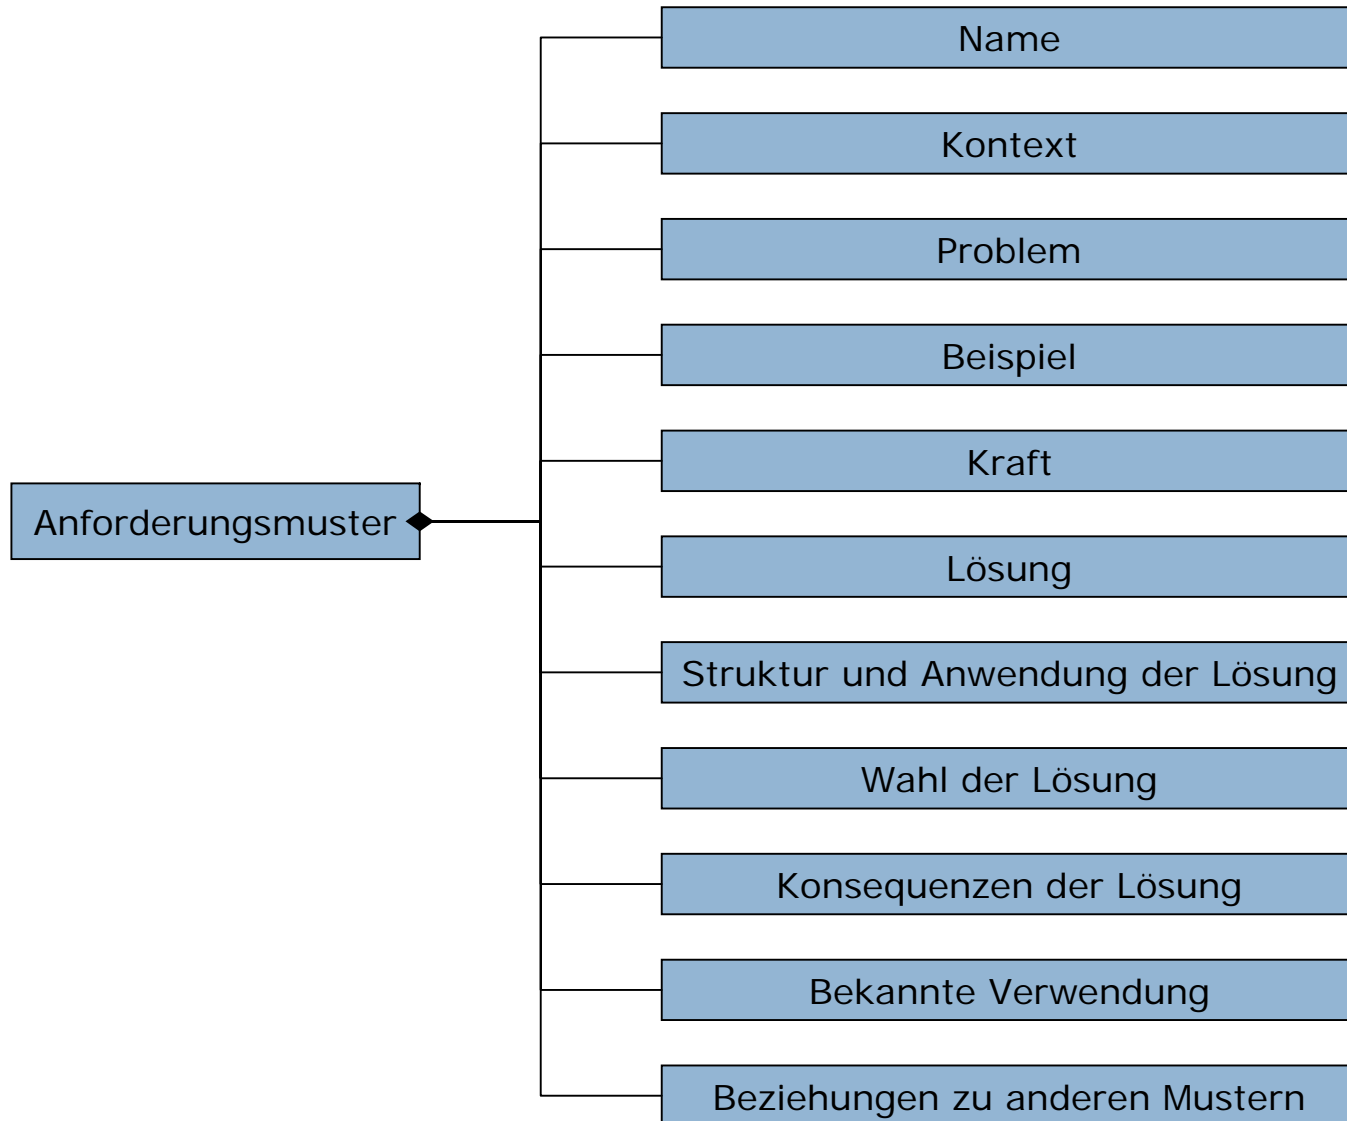 Name
Kontext
Problem
Beispiel
Kraft
Anforderungsmuster
Lösung
Struktur und Anwendung der Lösung
Wahl der Lösung
Konsequenzen der Lösung
Bekannte Verwendung
Beziehungen zu anderen Mustern